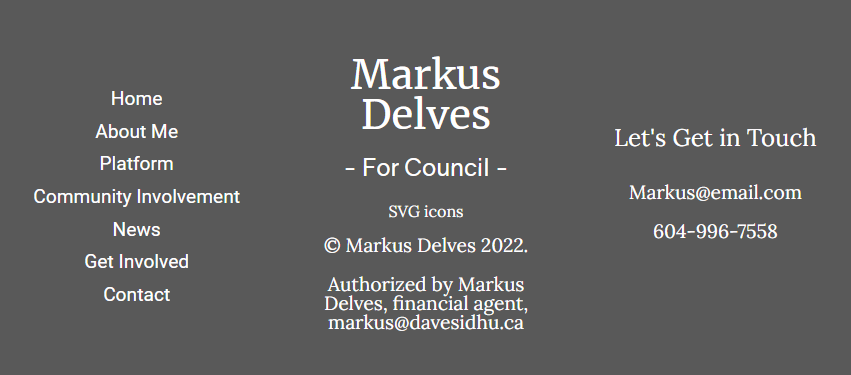 Home
About Me
Platform
Community Involvement
News
Get Involved
Contact
Markus
Delves
- For Council -
SVG icons
© Markus Delves 2022.
Authorized by Markus
Delves, financial agent,
markus@davesidhu.ca
Let's Get in Touch
Markus@email.com
604-996-7558